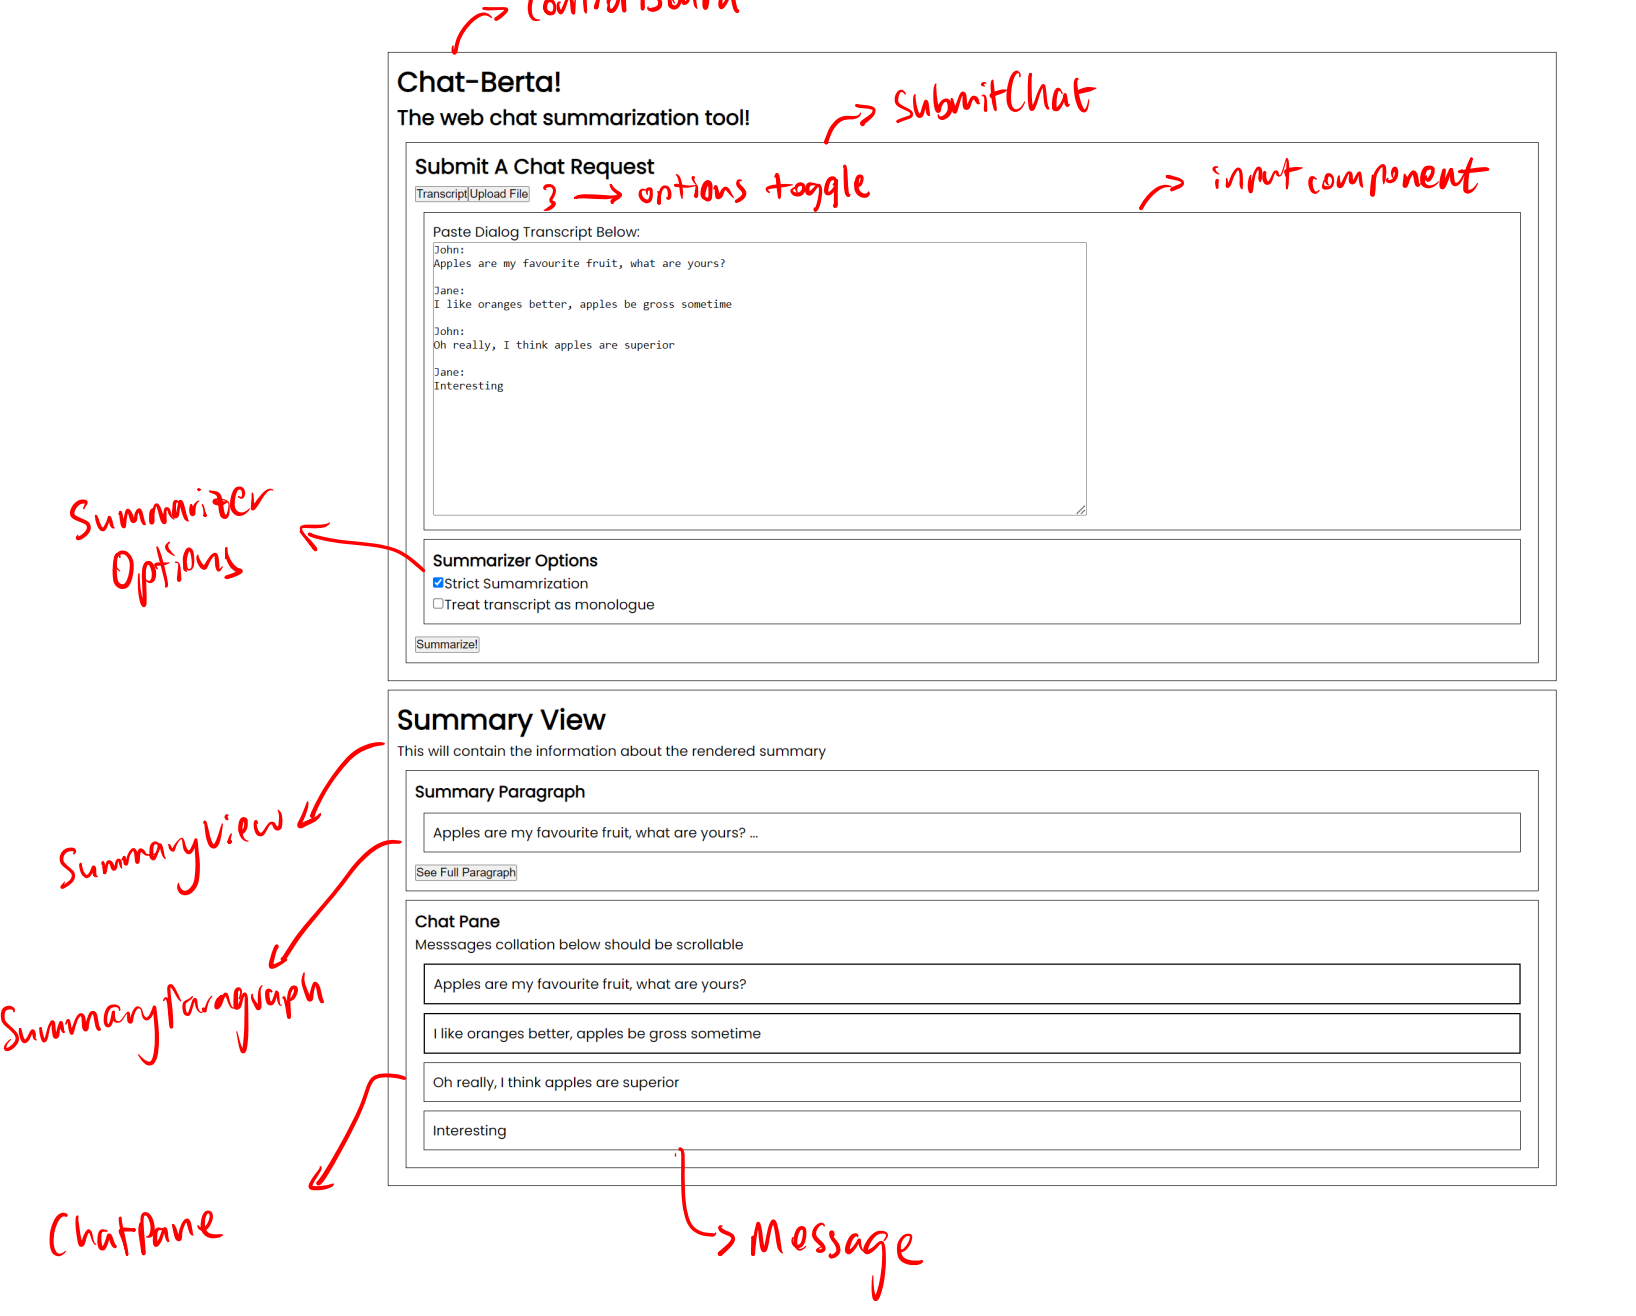 Chat-Berta!
The web chat summarization tool!
SubmitChat
Submit A Chat Request
Transcript Upload File
} → options toggle
input component
Paste Dialog Transcript Below:
John:
Apples are my favourite fruit, what are yours?
Jane:
I like oranges better, apples be gross sometime
John:
Oh really, I think apples are superior
Jane:
Interesting
Summarizer
Options
Summarizer Options
Strict Sumamrization
Treat transcript as monologue
Summarize!
Summary View
This will contain the information about the rendered summary
SummaryView
Summary Paragraph
Apples are my favourite fruit, what are yours? ...
See Full Paragraph
SummaryParagraph
Chat Pane
Messsages collation below should be scrollable
Apples are my favourite fruit, what are yours?
I like oranges better, apples be gross sometime
Oh really, I think apples are superior
Interesting
ChatPane
Message